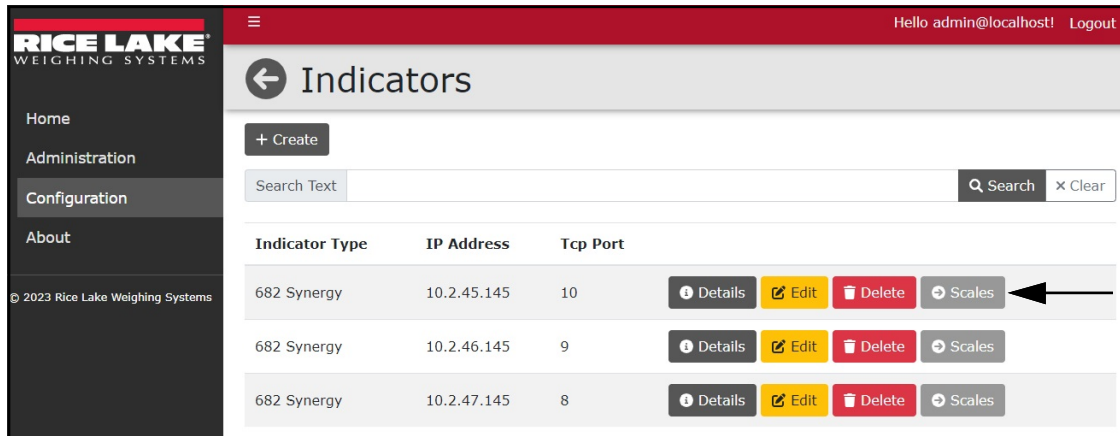 RICE LAKE
WEIGHING SYSTEMS
Home
Administration
Configuration
About
© 2023 Rice Lake Weighing Systems
Hello admin@localhost! Logout
Indicators
+ Create
Search Text Search × Clear
Indicator Type IP Address Tcp Port
682 Synergy 10.2.45.145 10 Details Edit Delete Scales
682 Synergy 10.2.46.145 9 Details Edit Delete Scales
682 Synergy 10.2.47.145 8 Details Edit Delete Scales